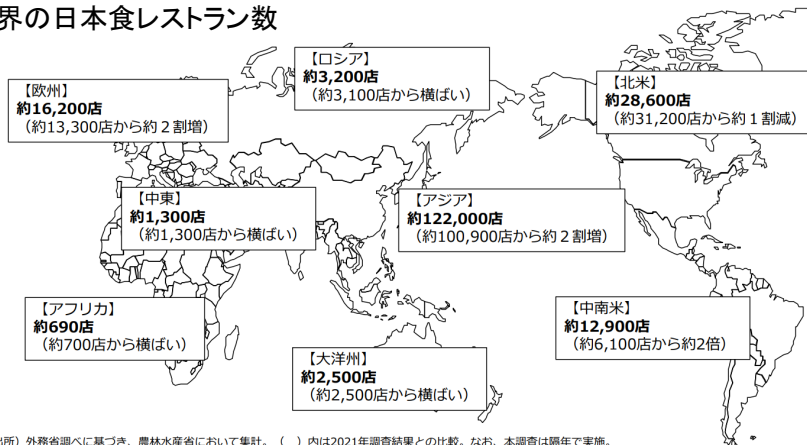 界の日本食レストラン数
【ロシア】
約3,200店
（約3,100店から横ばい）
【欧州】
約16,200店
（約13,300店から約２割増）
【北米】
約28,600店
（約31,200店から約１割減）
【中東】
約1,300店
（約1,300店から横ばい）
【アジア】
約122,000店
（約100,900店から約２割増）
【アフリカ】
約690店
（約700店から横ばい）
【中南米】
約12,900店
（約6,100店から約2倍）
【大洋州】
約2,500店
（約2,500店から横ばい）
出所）外務省調べに基づき、農林水産省において集計。（　）内は2021年調査結果との比較。なお、本調査は隔年で実施。